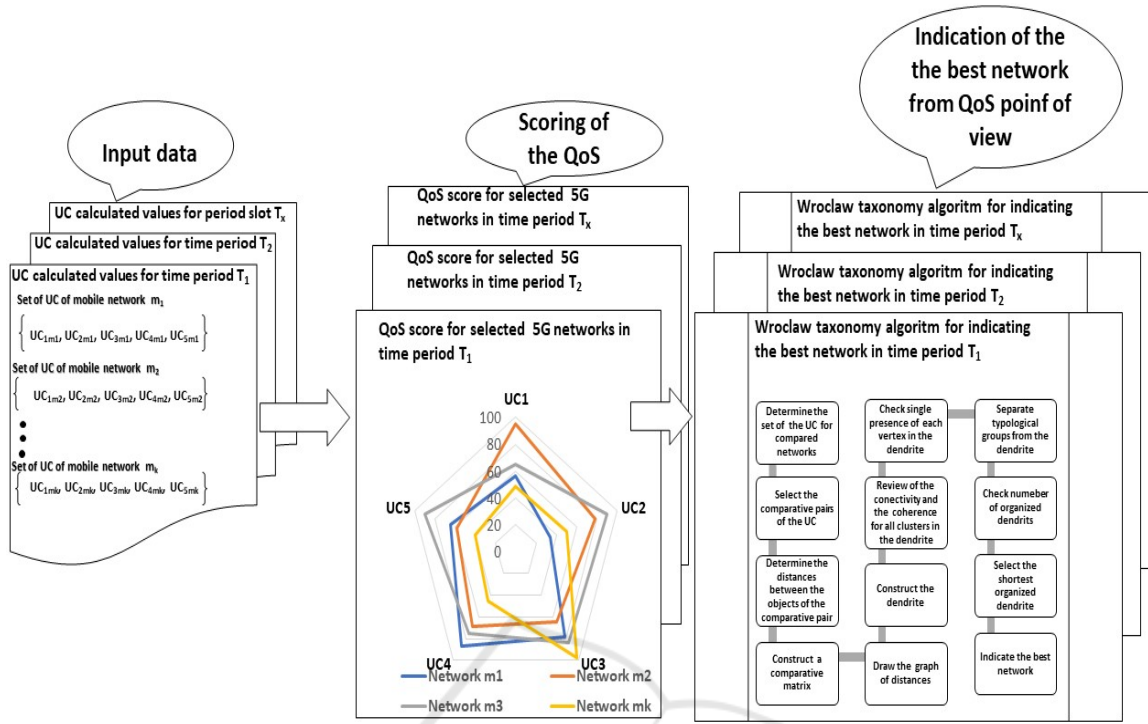 Input data
UC calculated values for period slot Tx
UC calculated values for time period T2
UC calculated values for time period T1
Set of UC of mobile network m1
{ UC1m1, UC2m1, UC3m1, UC4m1, UC5m1}
Set of UC of mobile network m2
{ UC1m2, UC2m2, UC3m2, UC4m2, UC5m2}
Set of UC of mobile network mk
{ UC1mk, UC2mk, UC3mk, UC4mk, UC5mk}
Scoring of
the QoS
QoS score for selected 5G
networks in time period
Tx
QoS score for selected 5G
networks in time period T2
QoS score for selected 5G networks in
time period T1
UC1
100
80
60
40
20
0
UC2
UC3
UC4
UC5
Network m1
Network m2
Network m3
Network mk
Indication of the
the best network
from QoS poinf of
view
Wroclaw taxonomy algoritm for indicating
the best network in time period Tx
Wroclaw taxonomy algoritm for indicating
the best network in time period T2
Wroclaw taxonomy algoritm for indicating
the best network in time period T1
Determine the
set of the UC for
compared
networks
Select the
comparative pairs
of the UC
Determine the
distances
between the
objects of the
comparative pair
Construct a
comparative
matrix
Draw the graph
of distances
Construct the
dendrite
Review of the
conectivity and
the coherence
for all clusters in
the dendrite
Check single
presence of each
vertex in the
dendrite
Separate
typological
groups from the
dendrite
Check numeber
of organized
dendrits
Select the
shortest
organized
dendrite
Indicate the best
network